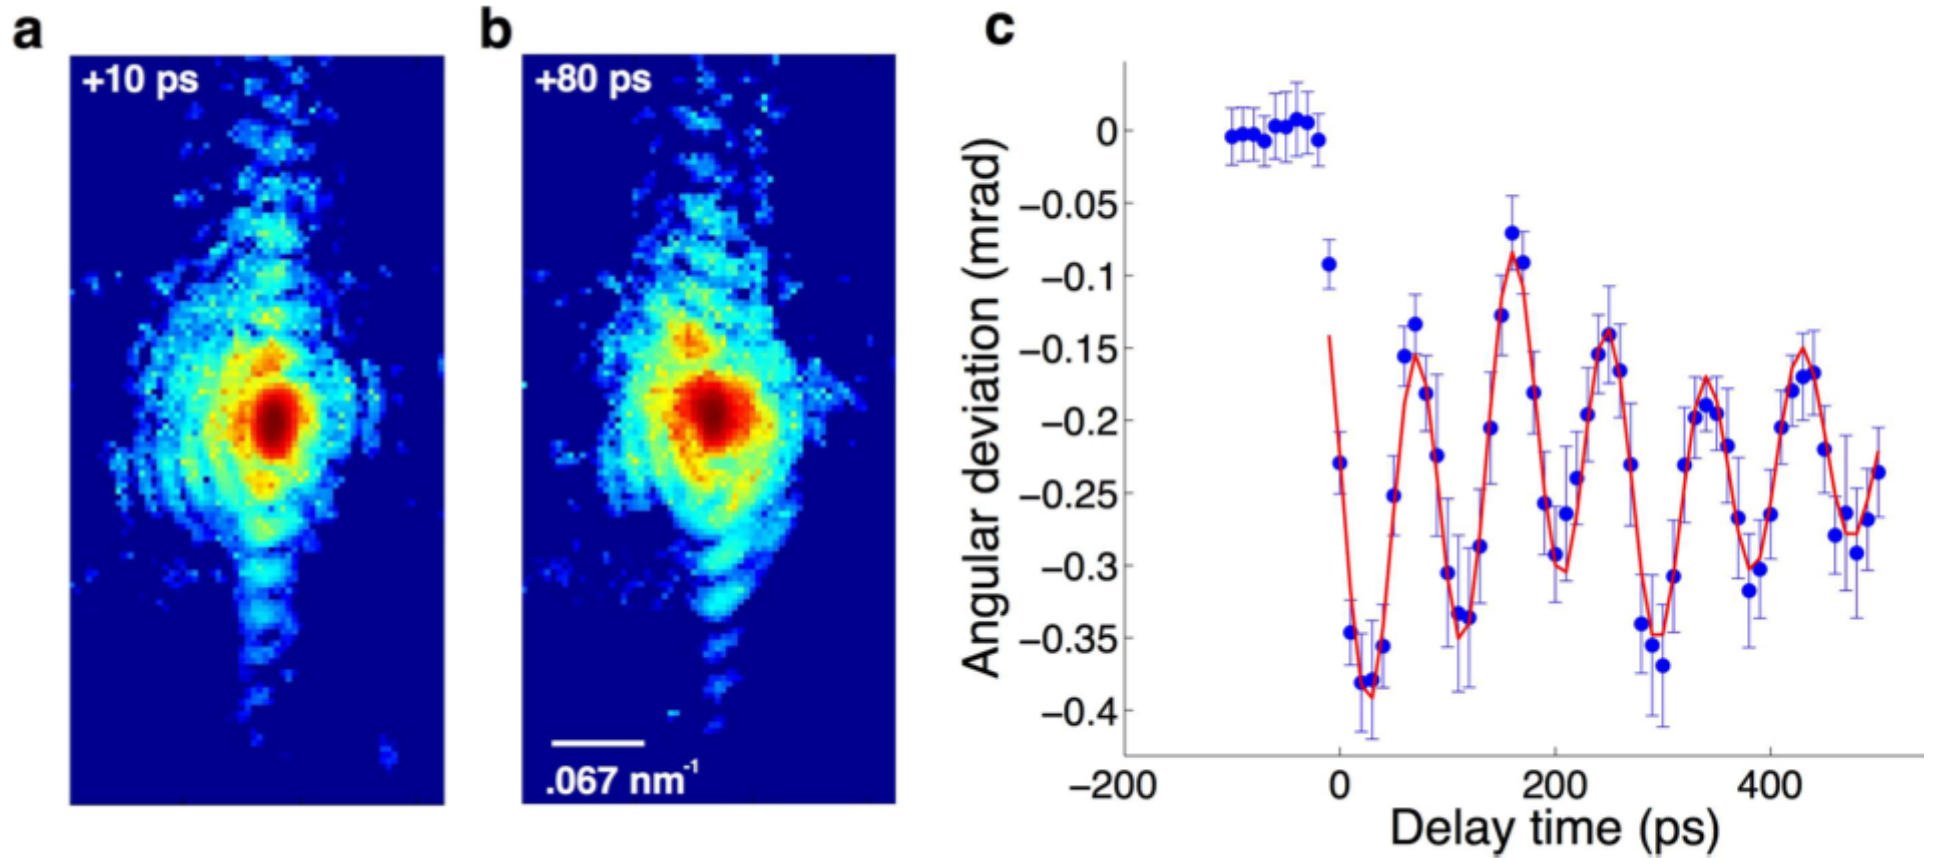 a
+10 ps
b
+80 ps
.067 nm⁻¹
c
Angular deviation (mrad)
0
−0.05
−0.1
−0.15
−0.2
−0.25
−0.3
−0.35
−0.4
−200
0
200
400
Delay time (ps)